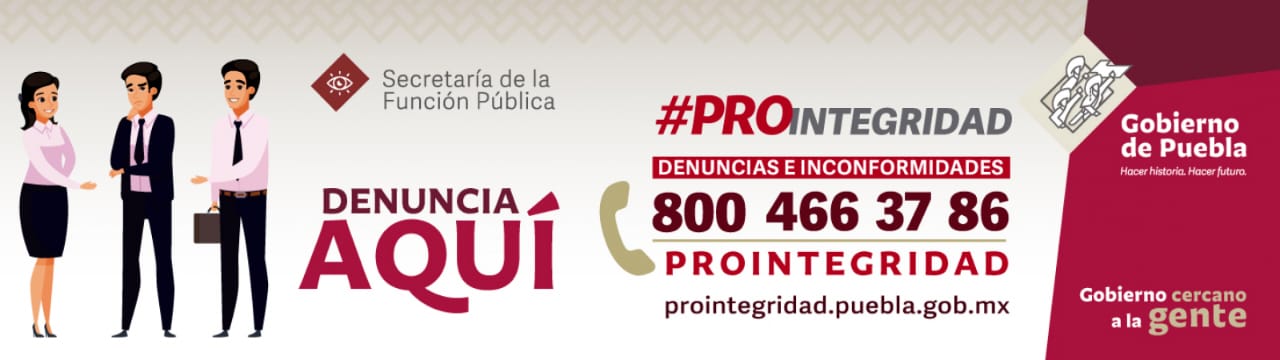 Secretaría de la
Función Pública
DENUNCIA
AQUÍ
#PROINTEGRIDAD
DENUNCIAS E INCONFORMIDADES
800 466 37 86
PROINTEGRIDAD
prointegridad.puebla.gob.mx
Gobierno
de Puebla
Hacer historia. Hacer futuro.
Gobierno cercano
a la gente